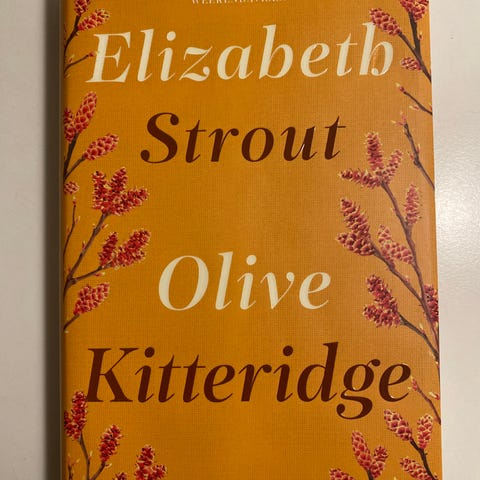 Elizabeth
Strout
Olive
Kitteridge